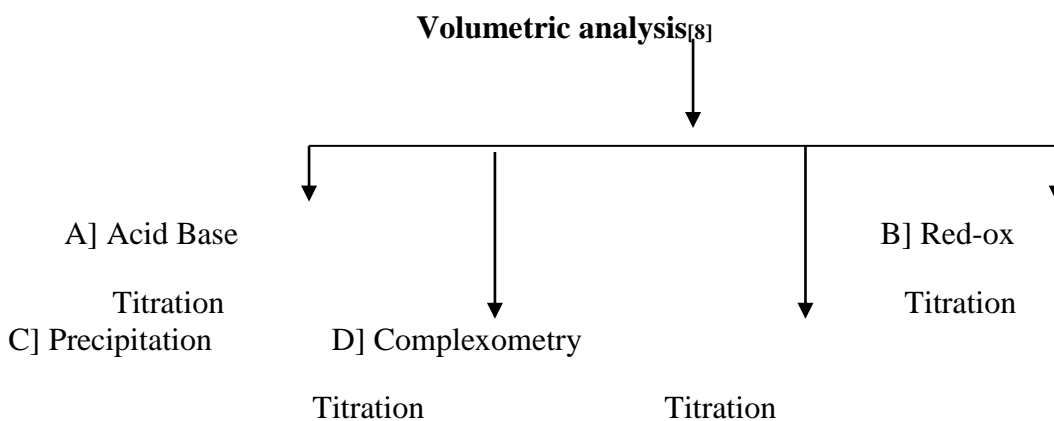 Volumetric analysis[8]
A] Acid Base B] Red-ox
Titration Titration
C] Precipitation D] Complexometry
Titration Titration